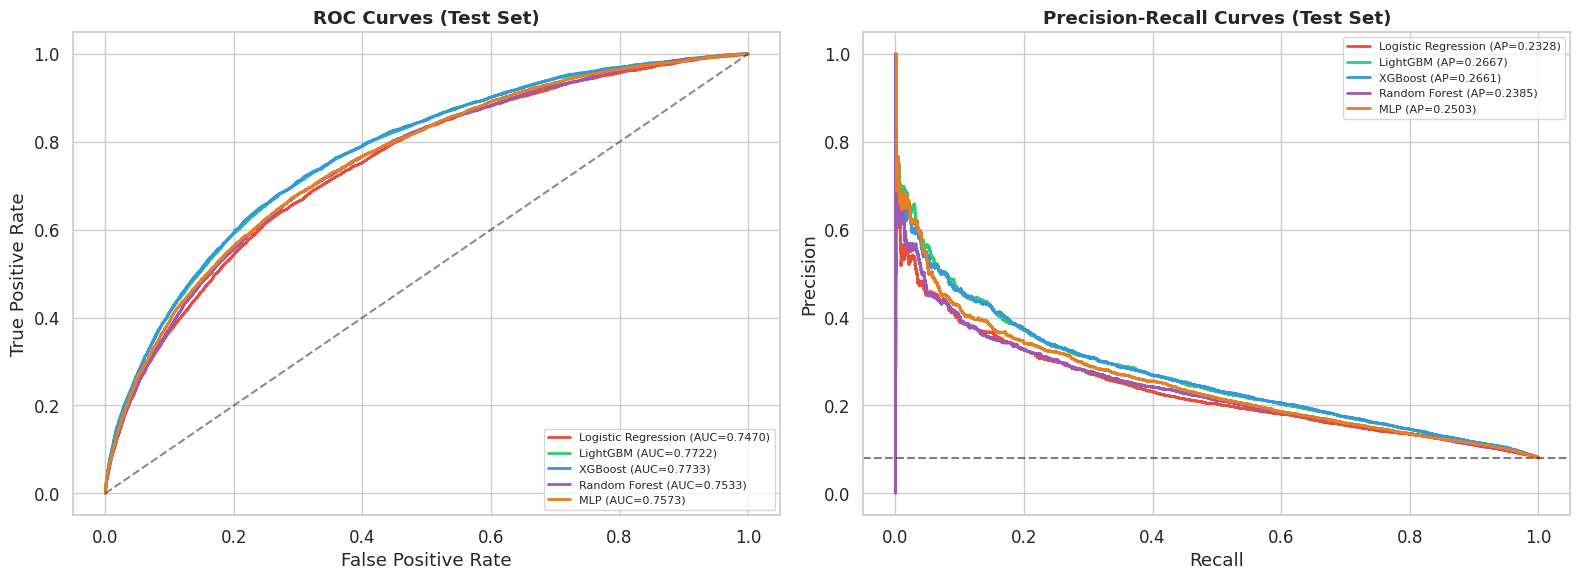 ROC Curves (Test Set)
True Positive Rate
1.0
0.8
0.6
0.4
0.2
0.0
Logistic Regression (AUC=0.7470)
LightGBM (AUC=0.7722)
XGBoost (AUC=0.7733)
Random Forest (AUC=0.7533)
MLP (AUC=0.7573)
0.0 0.2 0.4 0.6 0.8 1.0
False Positive Rate
Precision-Recall Curves (Test Set)
Precision
1.0
0.8
0.6
0.4
0.2
0.0
Logistic Regression (AP=0.2328)
LightGBM (AP=0.2667)
XGBoost (AP=0.2661)
Random Forest (AP=0.2385)
MLP (AP=0.2503)
0.0 0.2 0.4 0.6 0.8 1.0
Recall